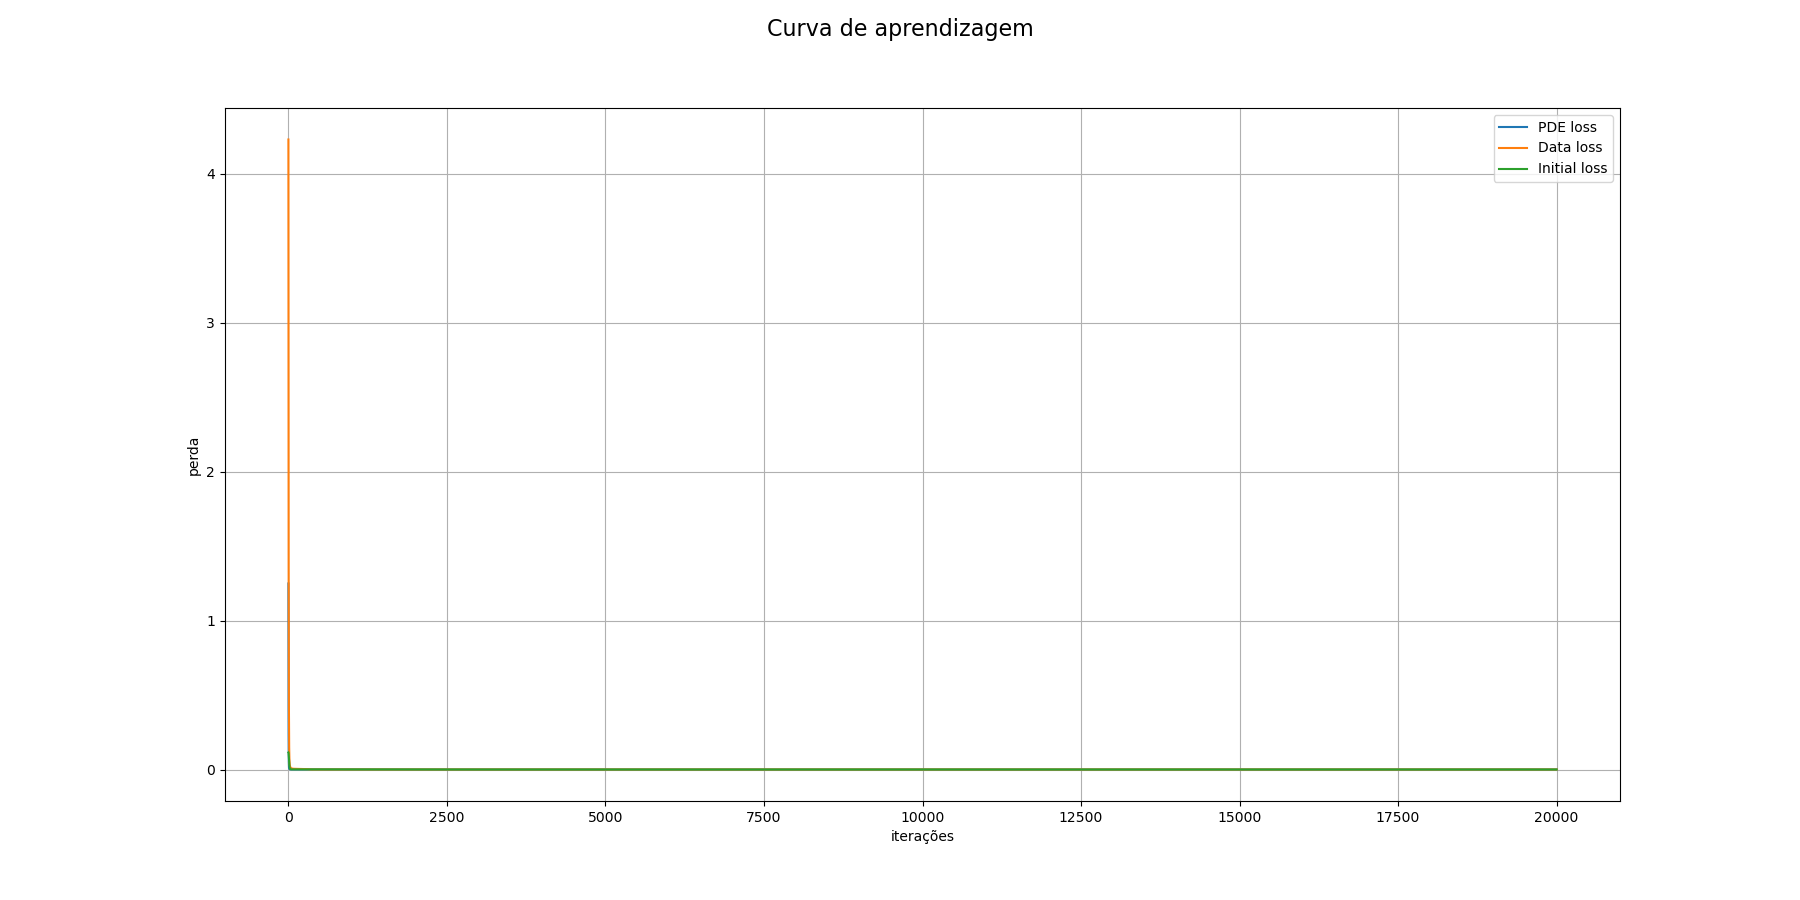 Curva de aprendizagem
PDE loss
Data loss
Initial loss
4
3
2
1
0
perda
0 2500 5000 7500 10000 12500 15000 17500 20000
iterações